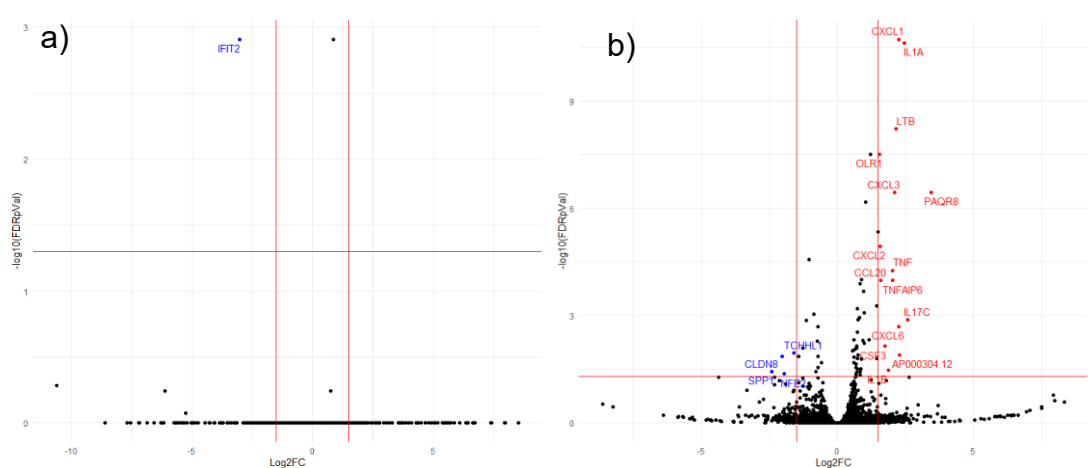 a)
3
2
1
0
-log10(FDRpVal)
IFIT2
-10
-5
0
5
Log2FC
b)
9
6
3
0
-log10(FDRpVal)
CXCL1
IL1A
LTB
OLR1
CXCL3
PAQR8
CXCL2
TNF
CCL20
TNFAIP6
IL17C
CXCL6
CSF3
AP000304.12
IL1B
TCHHL1
CLDN8
SPP1
NFE2
-5
0
5
Log2FC